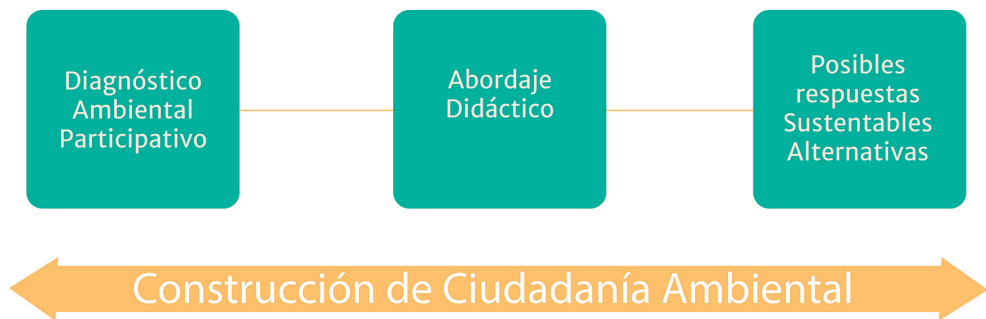 Diagnóstico
Ambiental
Participativo
Abordaje
Didáctico
Posibles
respuestas
Sustentables
Alternativas
Construcción de Ciudadanía Ambiental